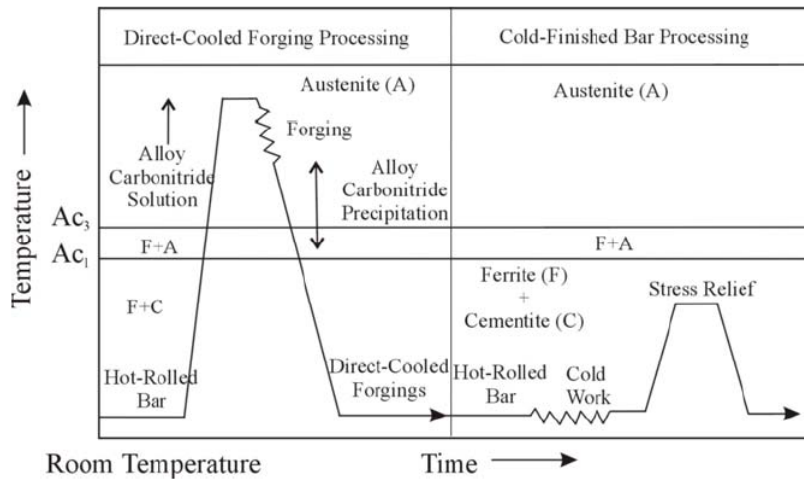 Direct-Cooled Forging Processing
Cold-Finished Bar Processing
Austenite (A)
Austenite (A)
Forging
Alloy
Carbonitride
Solution
Alloy
Carbonitride
Precipitation
Temperature
Ac₃
F+A
F+A
Ac₁
F+C
Ferrite (F)
+
Cementite (C)
Stress Relief
Hot-Rolled
Bar
Direct-Cooled
Forgings
Hot-Rolled
Bar
Cold
Work
Room Temperature
Time